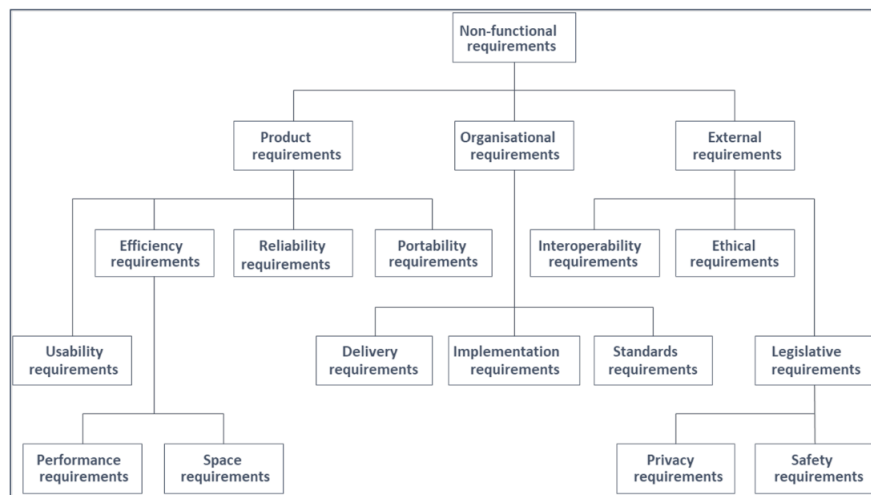 Non-functional
requirements
Product
requirements
Organisational
requirements
External
requirements
Efficiency
requirements
Reliability
requirements
Portability
requirements
Interoperability
requirements
Ethical
requirements
Usability
requirements
Delivery
requirements
Implementation
requirements
Standards
requirements
Legislative
requirements
Performance
requirements
Space
requirements
Privacy
requirements
Safety
requirements